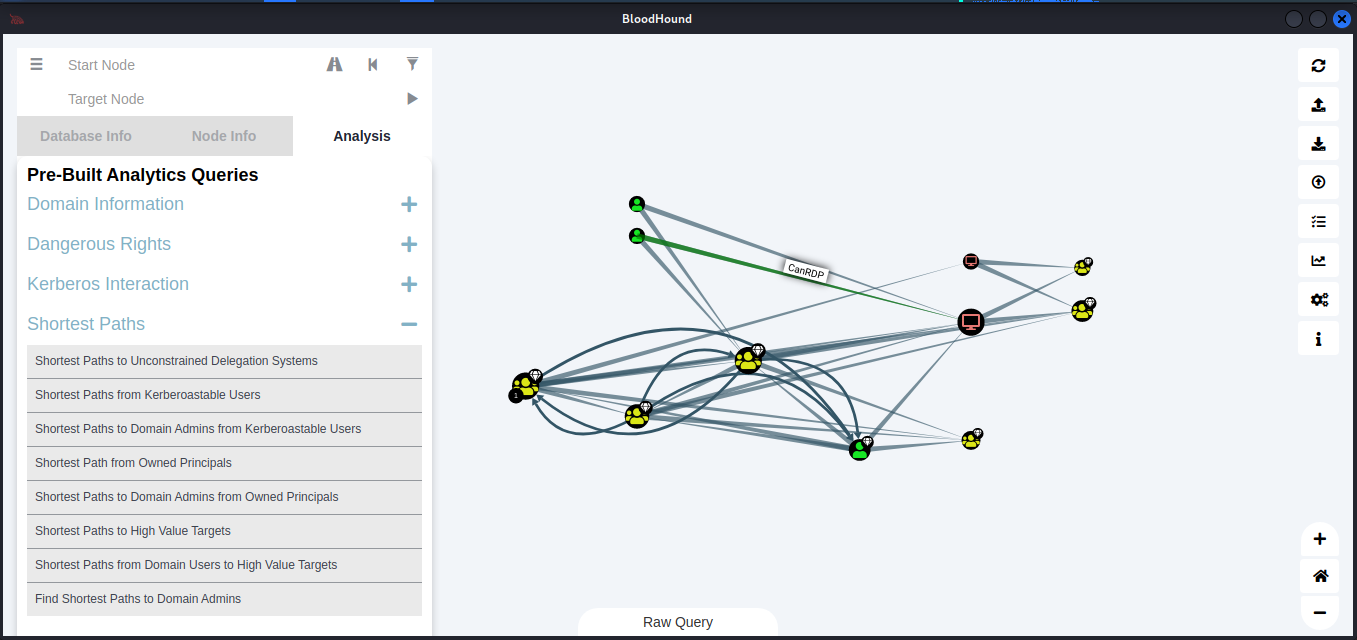 BloodHound
Start Node
Target Node
Database Info Node Info Analysis
Pre-Built Analytics Queries
Domain Information
Dangerous Rights
Kerberos Interaction
Shortest Paths
Shortest Paths to Unconstrained Delegation Systems
Shortest Paths from Kerberoastable Users
Shortest Paths to Domain Admins from Kerberoastable Users
Shortest Path from Owned Principals
Shortest Paths to Domain Admins from Owned Principals
Shortest Paths to High Value Targets
Shortest Paths from Domain Users to High Value Targets
Find Shortest Paths to Domain Admins
CanRDP
1
Raw Query